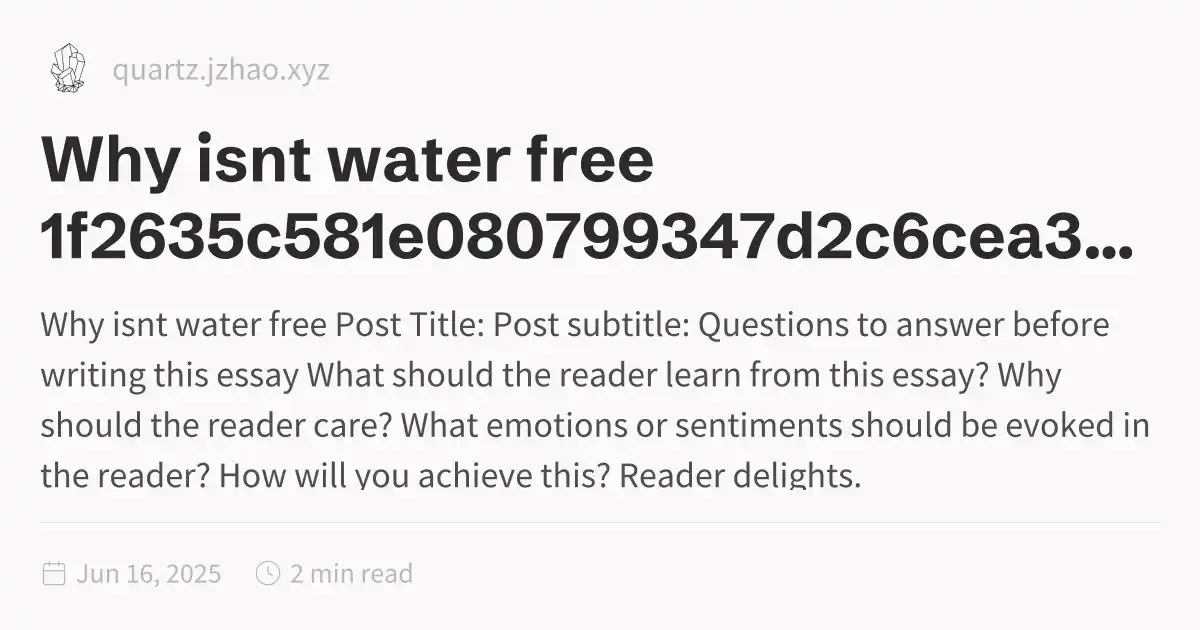 quartz.jzhao.xyz
Why isnt water free
1f2635c581e080799347d2c6cea3...
Why isnt water free Post Title: Post subtitle: Questions to answer before
writing this essay What should the reader learn from this essay? Why
should the reader care? What emotions or sentiments should be evoked in
the reader? How will you achieve this? Reader delights.
Jun 16, 2025 2 min read